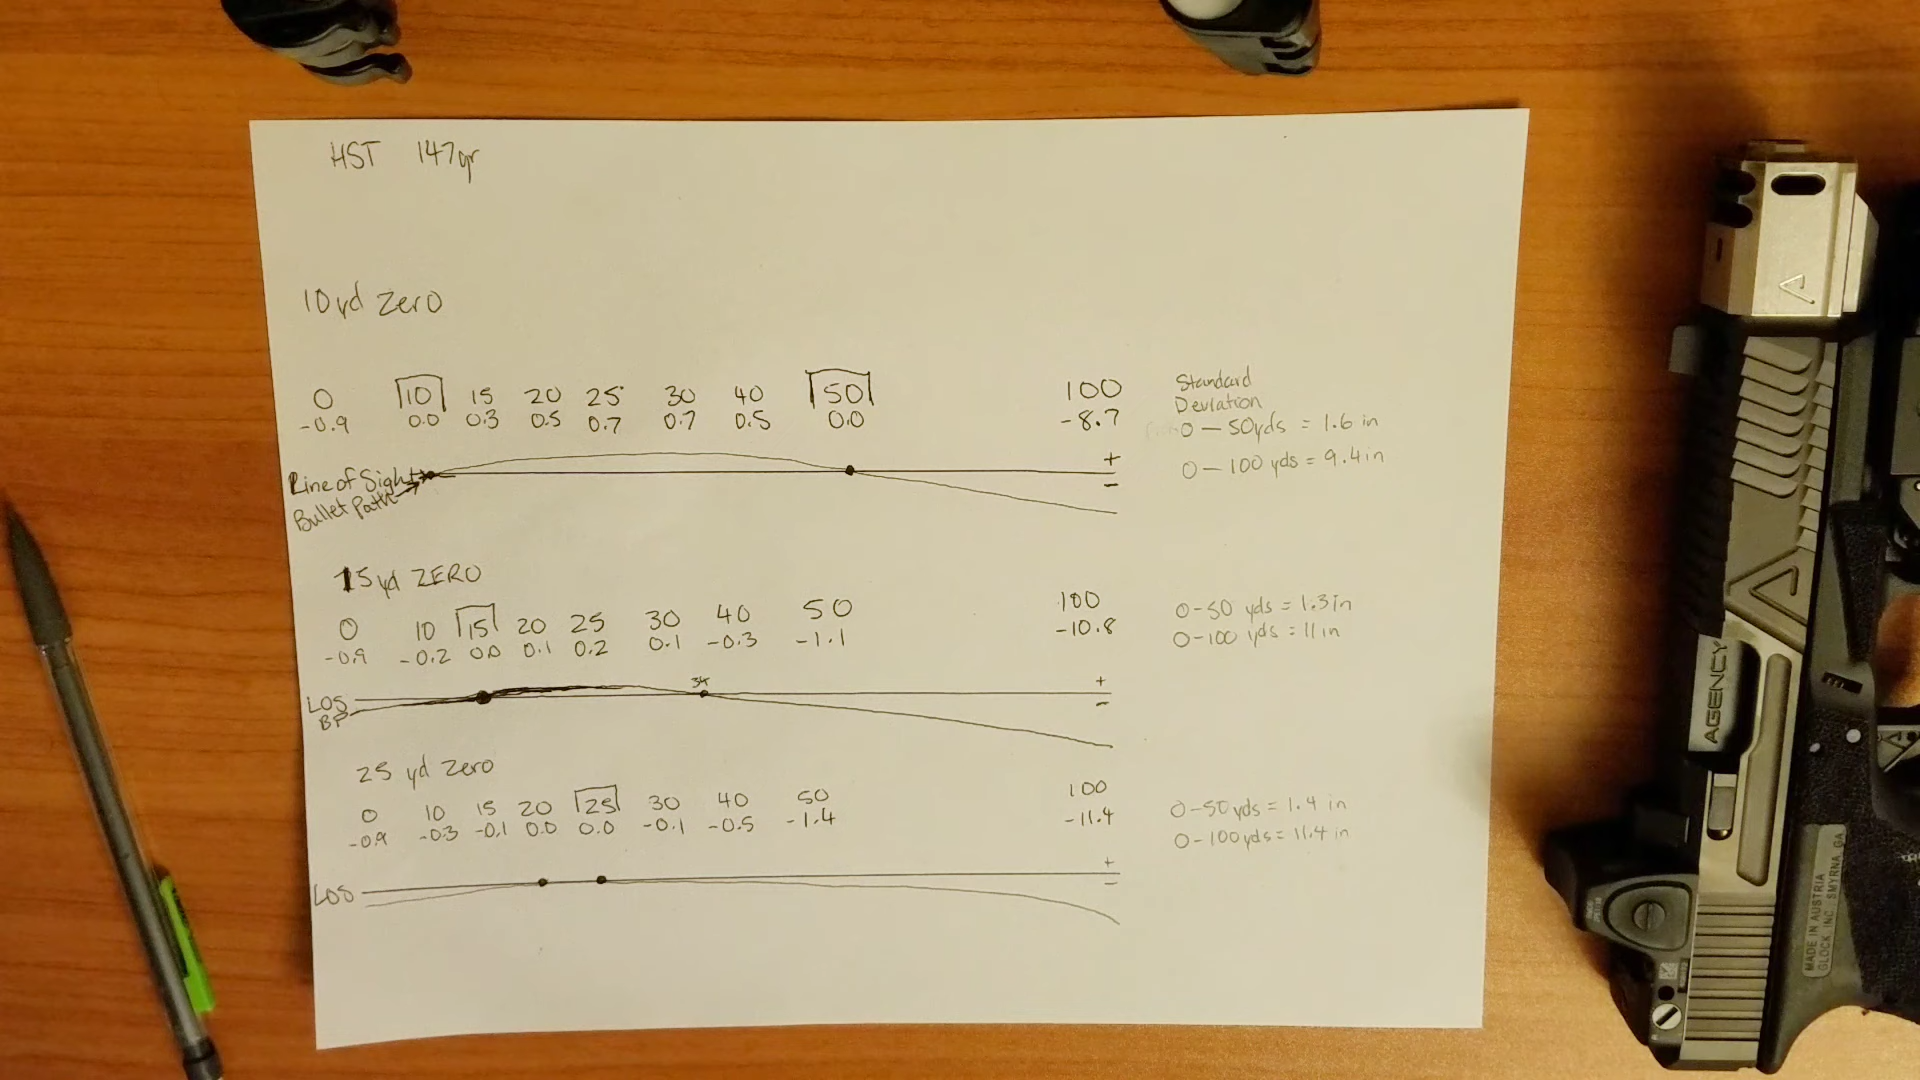 HST 147gr
10 yd Zero
0 10 15 20 25 30 40 50 100
-0.9 0.0 0.3 0.5 0.7 0.7 0.5 0.0 -8.7
Standard
Deviation
0-50yds = 1.6 in
0-100 yds = 9.4 in
Line of Sight
Bullet Path
+
-
15 yd ZERO
0 10 15 20 25 30 40 50 100
-0.9 -0.2 0.0 0.1 0.2 0.1 -0.3 -1.1 -10.8
0-50 yds = 1.3in
0-100 yds = 11 in
34
LOS
BP
+
-
25 yd Zero
0 10 15 20 25 30 40 50 100
-0.9 -0.3 -0.1 0.0 0.0 -0.1 -0.5 -1.4 -11.4
0-50yds = 1.4 in
0-100yds = 11.4 in
LOS
+
-
AGENCY
MADE IN AUSTRIA
GLOCK, INC. SMYRNA, GA